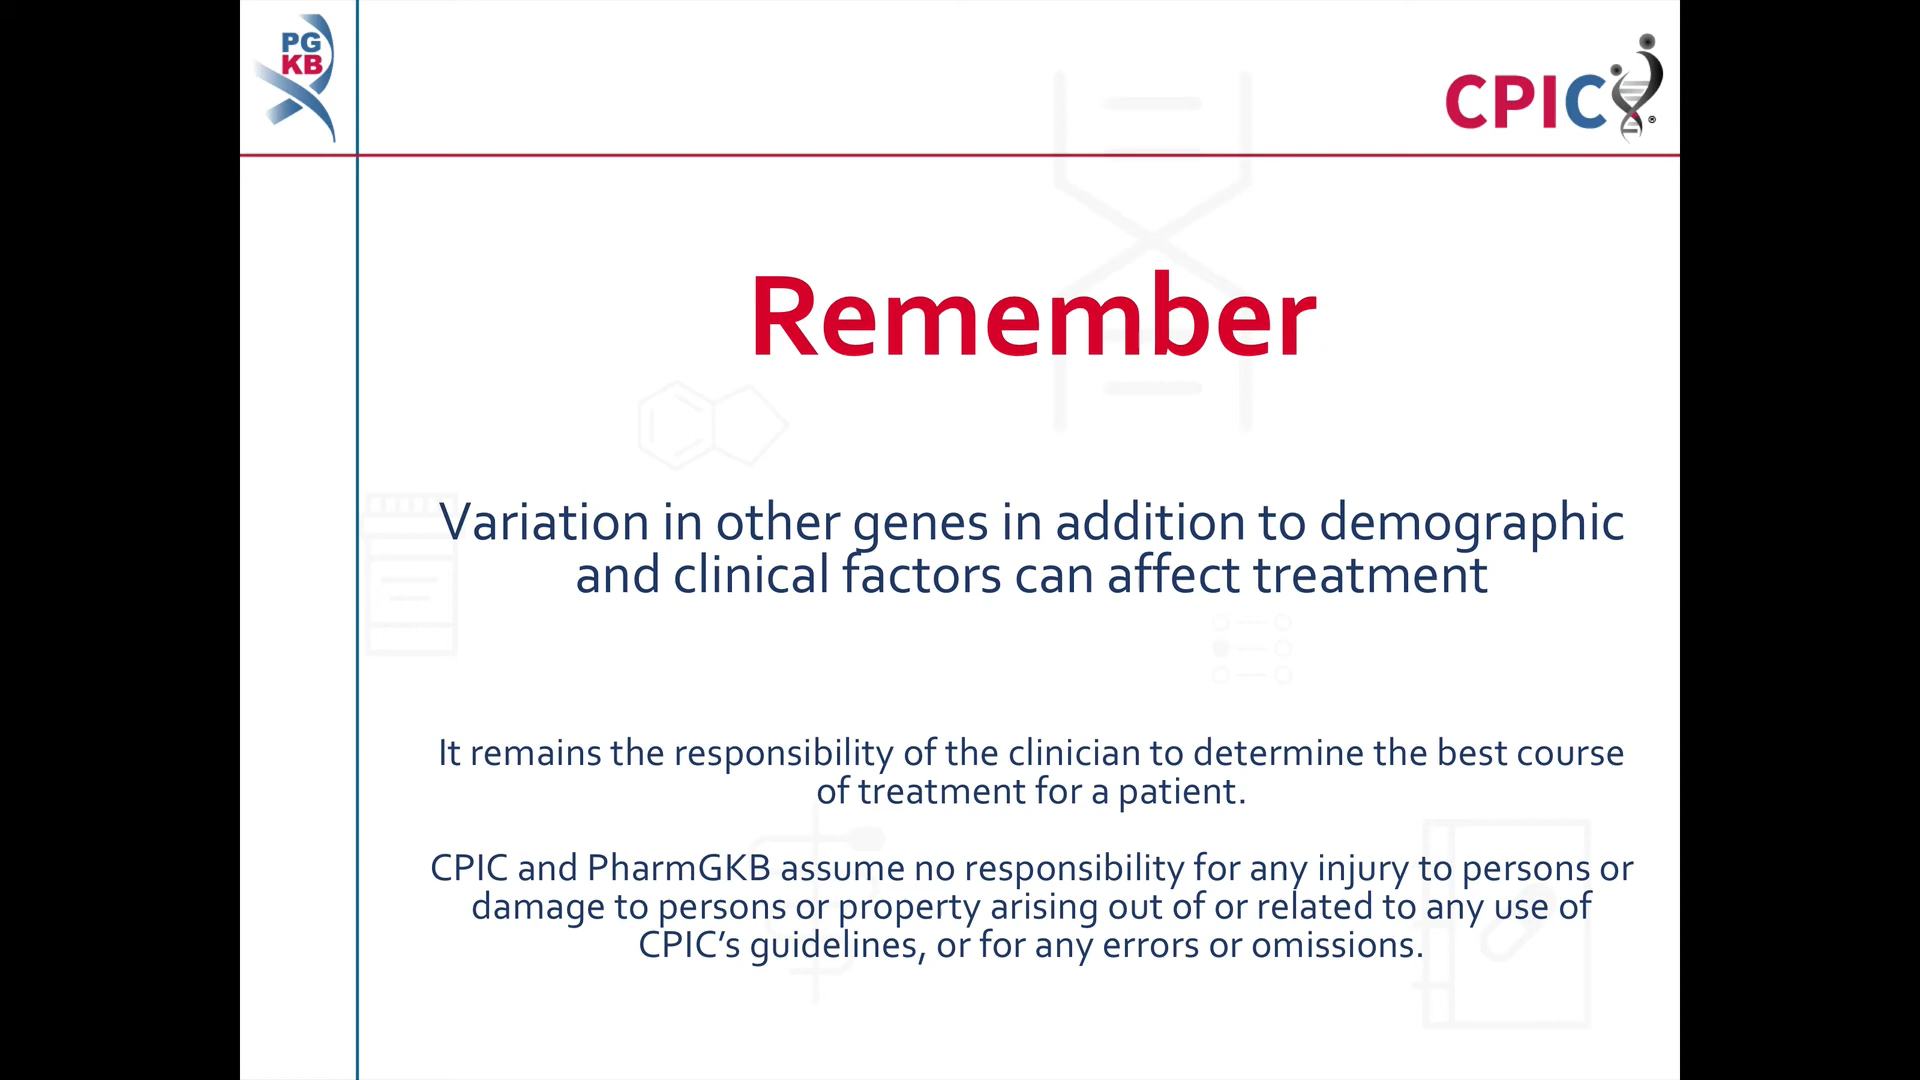 PG
KB
CPIC®
Remember
Variation in other genes in addition to demographic
and clinical factors can affect treatment
It remains the responsibility of the clinician to determine the best course
of treatment for a patient.
CPIC and PharmGKB assume no responsibility for any injury to persons or
damage to persons or property arising out of or related to any use of
CPIC’s guidelines, or for any errors or omissions.